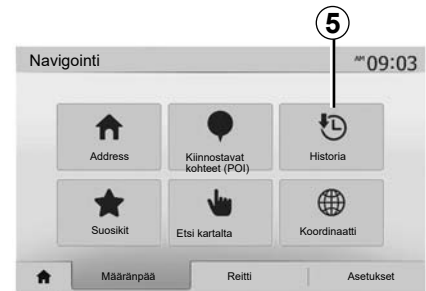 5
Navigointi AM 09:03
Address Kiinnostavat kohteet (POI) Historia
Suosikit Etsi kartalta Koordinaatti
Määränpää Reitti Asetukset